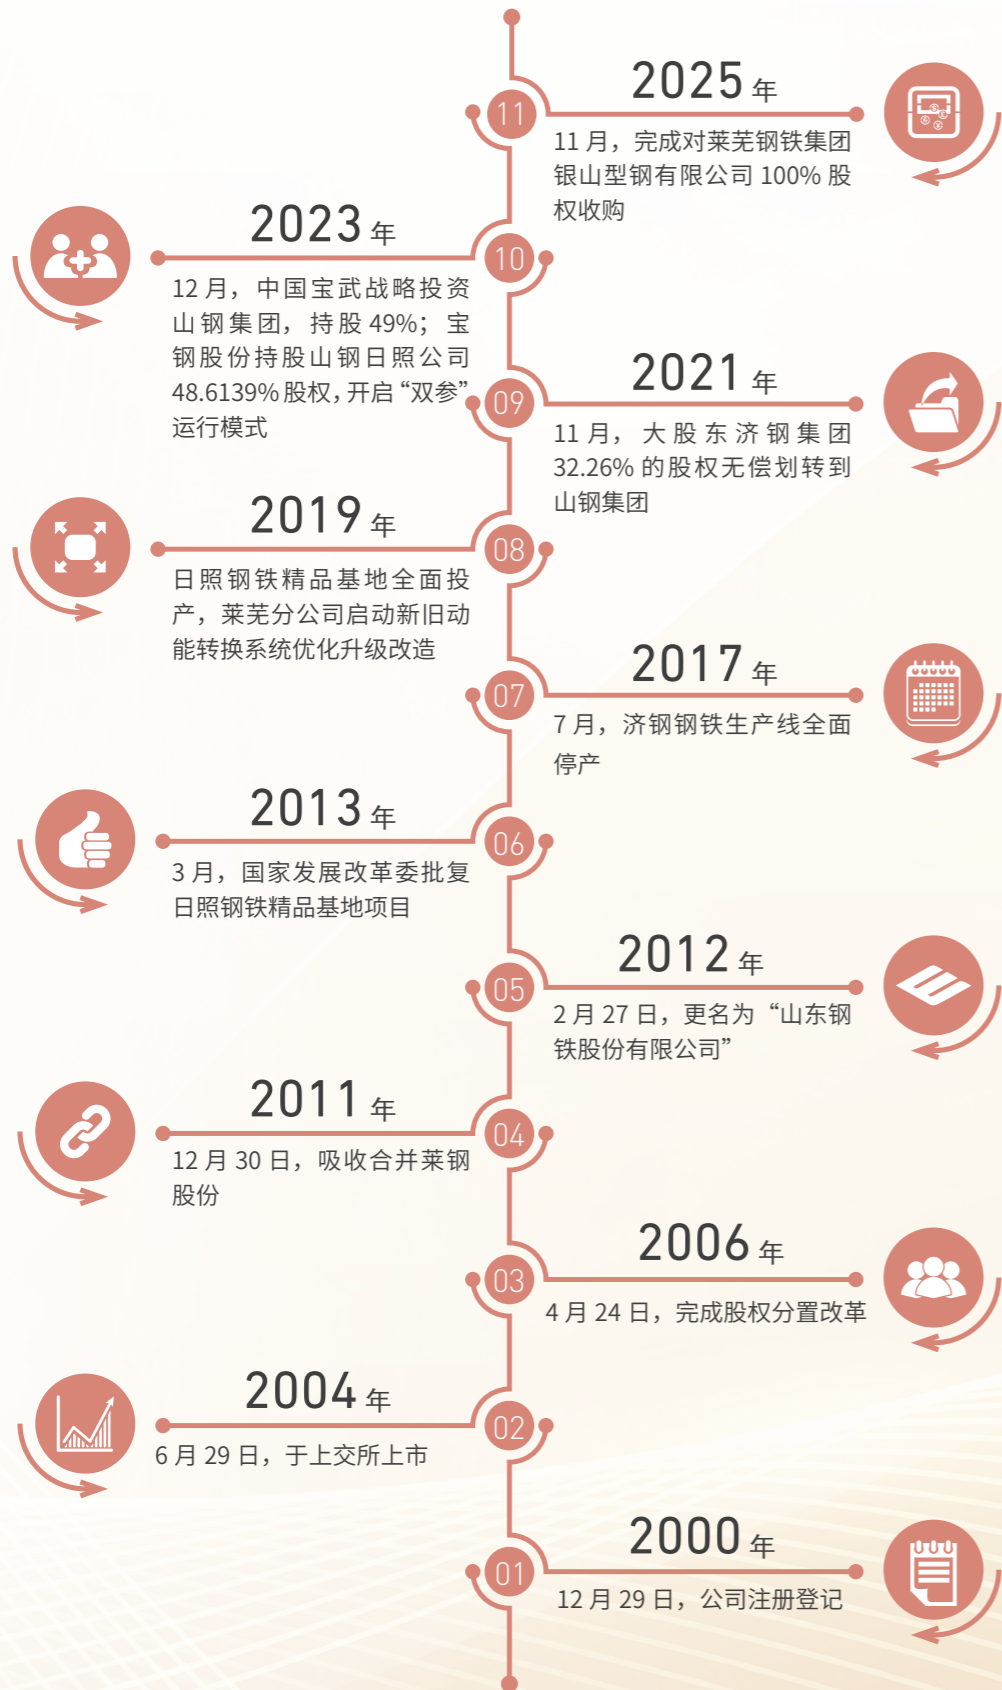 11
2025 年
11 月，完成对莱芜钢铁集团
银山型钢有限公司 100% 股
权收购
10
2023 年
12 月，中国宝武战略投资
山钢集团，持股 49%；宝
钢股份持股山钢日照公司
48.6139% 股权，开启“双参”
运行模式
09
2021 年
11 月，大股东济钢集团
32.26% 的股权无偿划转到
山钢集团
08
2019 年
日照钢铁精品基地全面投
产，莱芜分公司启动新旧动
能转换系统优化升级改造
07
2017 年
7 月，济钢钢铁生产线全面
停产
06
2013 年
3 月，国家发展改革委批复
日照钢铁精品基地项目
05
2012 年
2 月 27 日，更名为“山东钢
铁股份有限公司”
04
2011 年
12 月 30 日，吸收合并莱钢
股份
03
2006 年
4 月 24 日，完成股权分置改革
02
2004 年
6 月 29 日，于上交所上市
01
2000 年
12 月 29 日，公司注册登记